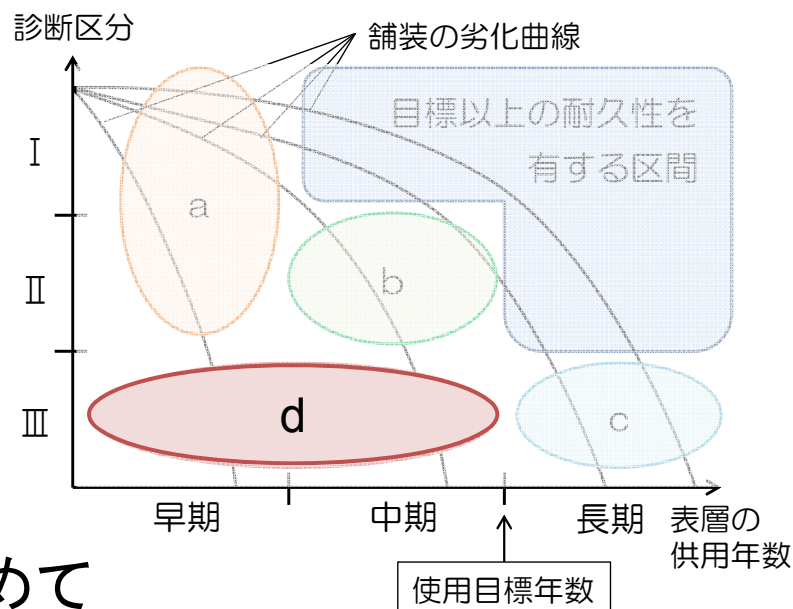 診断区分
舗装の劣化曲線
目標以上の耐久性を
有する区間
Ⅰ
a
Ⅱ
b
Ⅲ
d
c
早期
中期
長期
表層の
供用年数
使用目標年数
めて